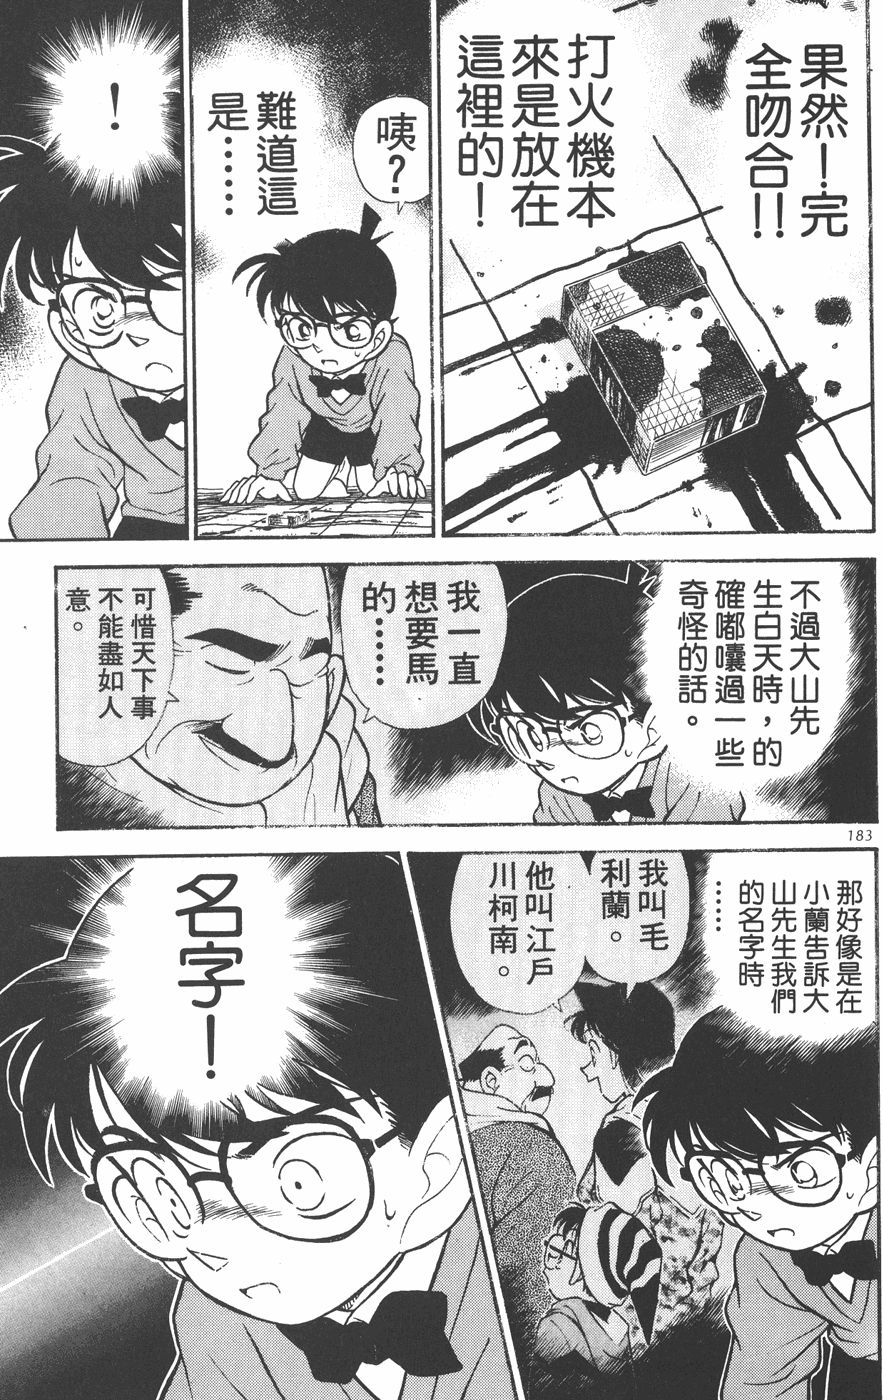 果然！完
全吻合!!
打火機本
來是放在
這裡的！
咦？
難道這
是……
！
不過大山先
生白天時，的
確嘟囔過一些
奇怪的話。
我一直
想要馬
的……
可惜天下事
不能盡如人
意。
183
那好像是在
小蘭告訴大
山先生我們
的名字時
……
我叫毛
利蘭。
他叫江戶
川柯南。
名字！